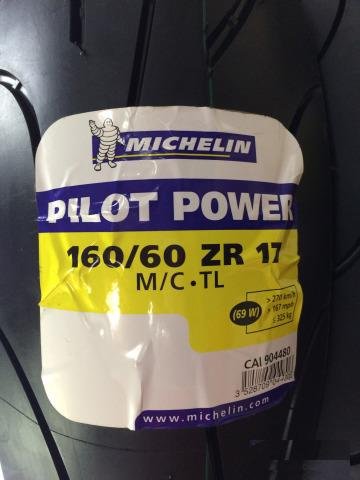 MICHELIN
PILOT POWER
160/60 ZR 17
M/C • TL
(69 W)
> 270 km/h
> 167 mph
≤ 325 kg
CAI 904480
www.michelin.com